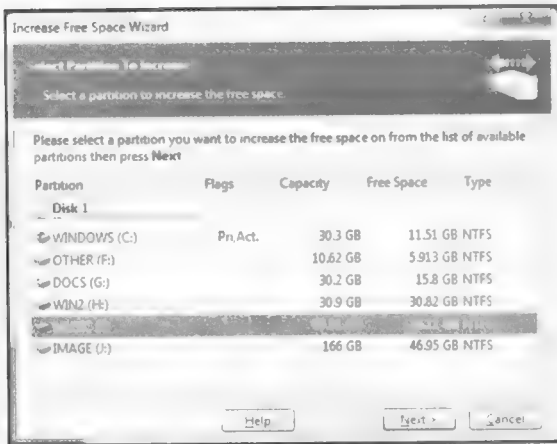 Increase Free Space Wizard
Select Partition To Increase
Select a partition to increase the free space.
Please select a partition you want to increase the free space on from the list of available
partitions then press Next
Partition Flags Capacity Free Space Type
Disk 1
WINDOWS (C:) Pri,Act. 30.3 GB 11.51 GB NTFS
OTHER (F:) 10.62 GB 5.913 GB NTFS
DOCS (G:) 30.2 GB 15.8 GB NTFS
WIN2 (H:) 30.9 GB 30.82 GB NTFS
IMAGE (J:) 166 GB 46.95 GB NTFS
Help Next > Cancel